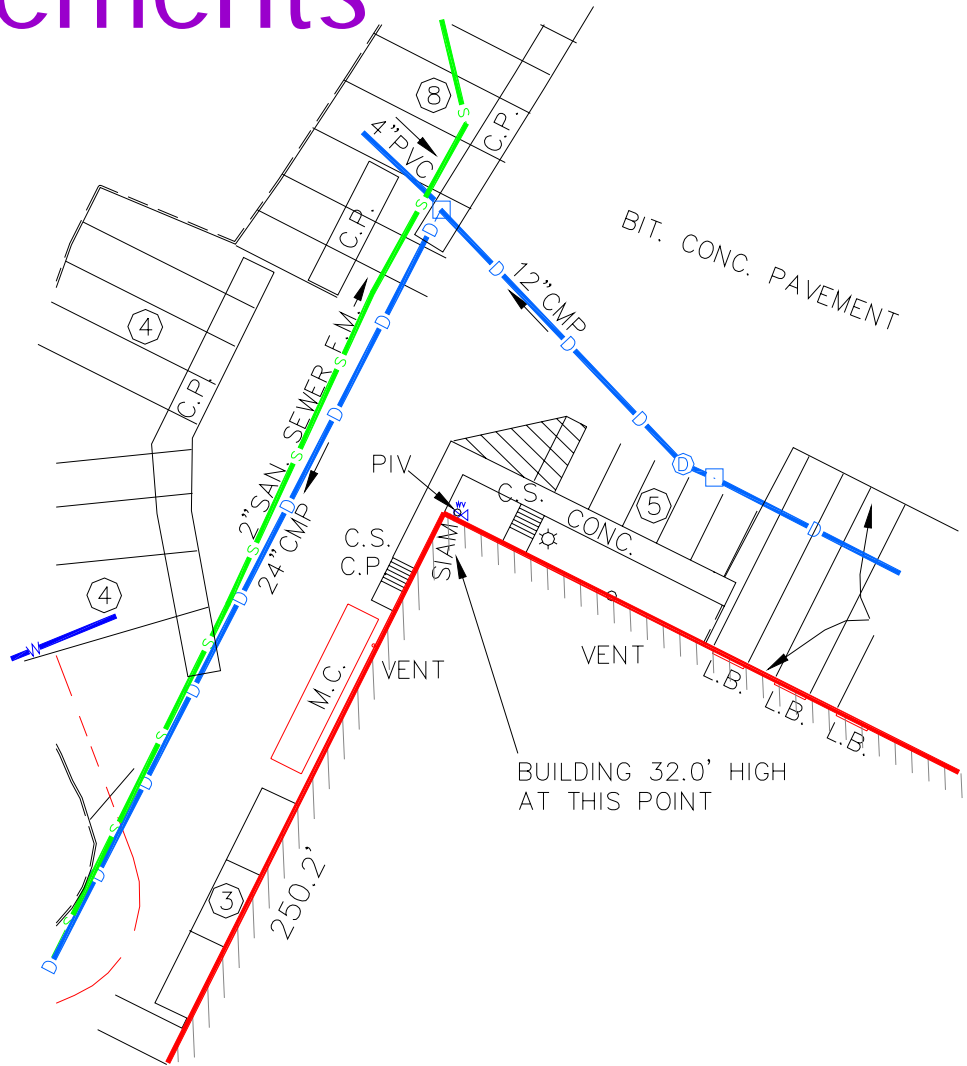 ements
8
C.P.
4"PVC
S
S
D
C.P.
BIT. CONC. PAVEMENT
D
12"CMP
4
D
D
S
C.P.
2"SAN. SEWER F.M.
D
D
S
PIV
D
D
C.S.
5
D
D
24"CMP
S
C.S.
C.P.
SIAM
CONC.
4
D
W
S
VENT
VENT
M.C.
D
L.B.
L.B.
L.B.
S
D
BUILDING 32.0' HIGH
AT THIS POINT
S
D
3
250.2'
S
D